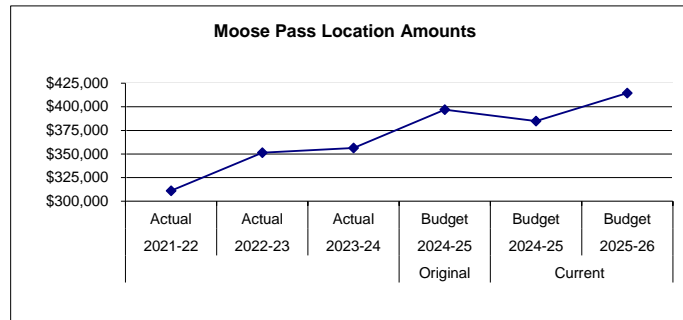 Moose Pass Location Amounts
$425,000
$400,000
$375,000
$350,000
$325,000
$300,000
Actual Actual Actual Budget Budget Budget
2021-22 2022-23 2023-24 2024-25 2024-25 2025-26
Original Current